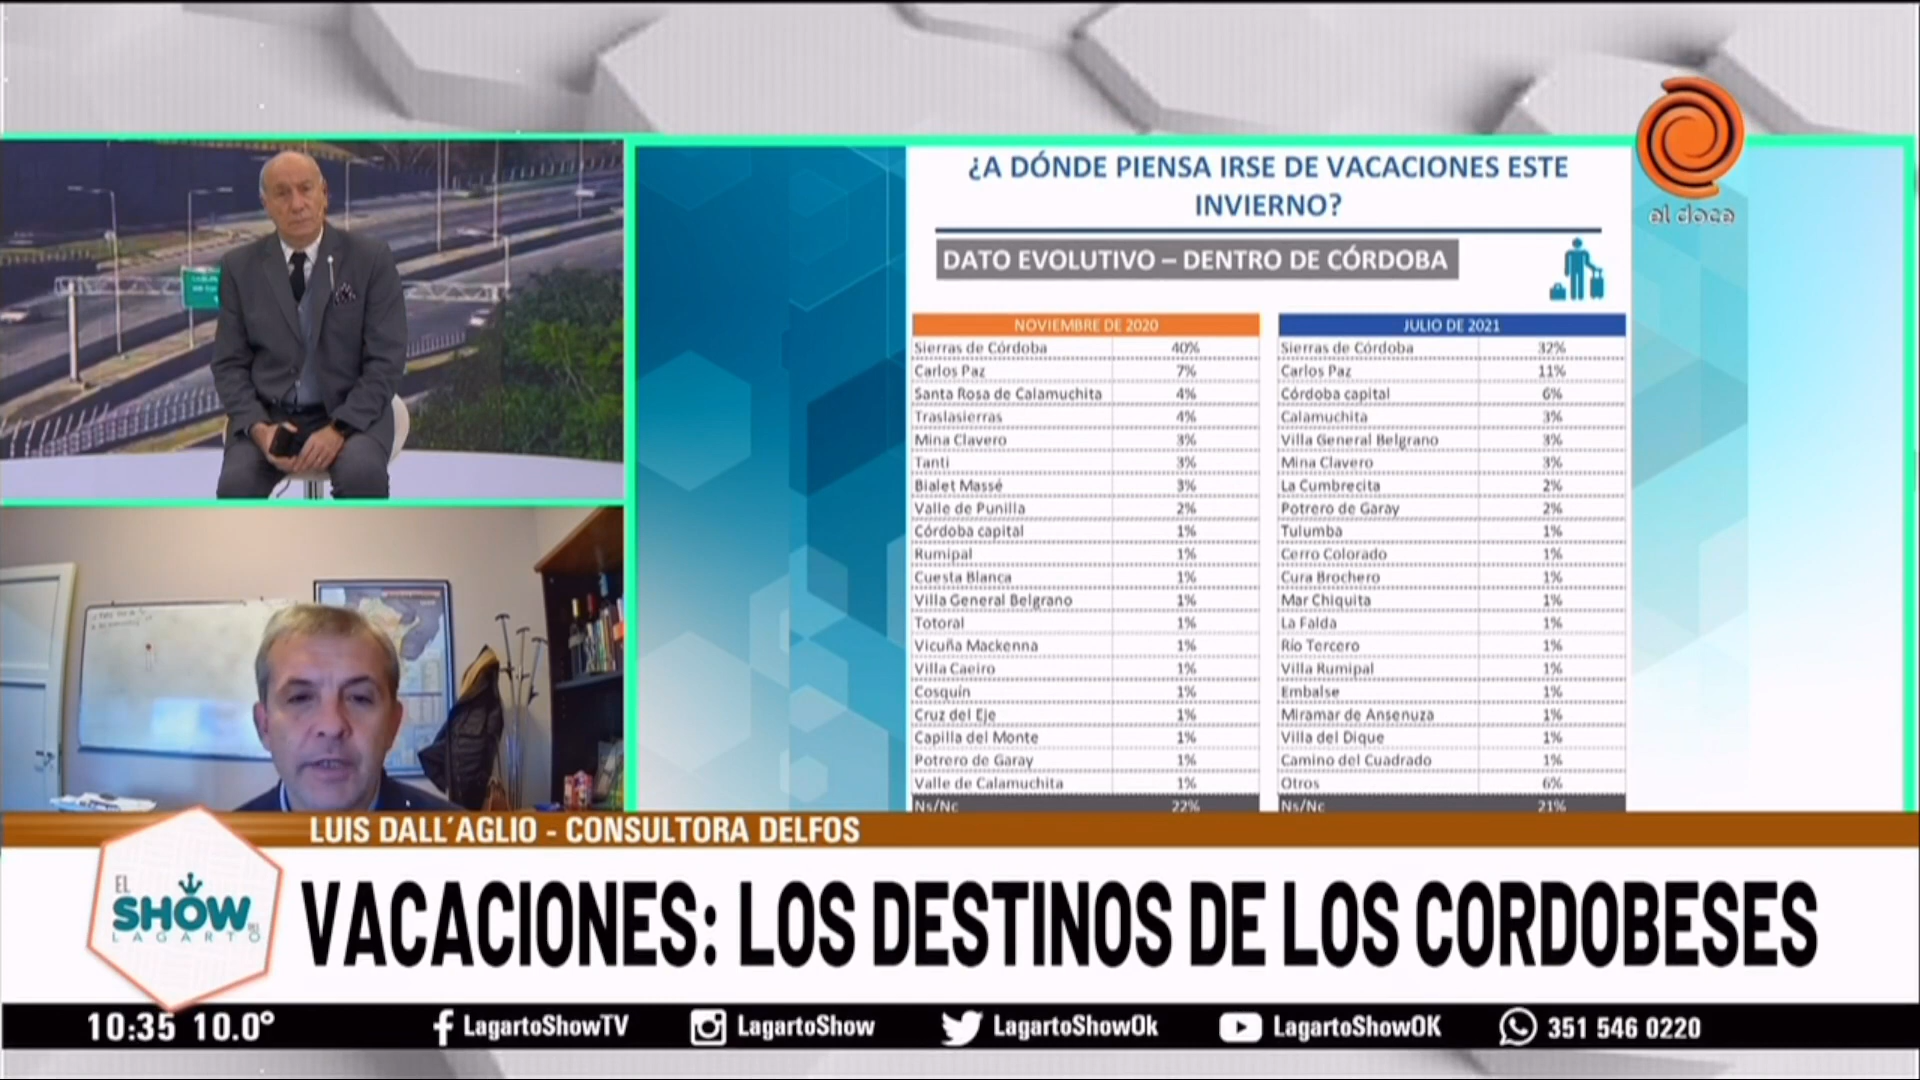 ¿A DÓNDE PIENSA IRSE DE VACACIONES ESTE
INVIERNO?
DATO EVOLUTIVO – DENTRO DE CÓRDOBA
el doce
NOVIEMBRE DE 2020
Sierras de Córdoba 40%
Carlos Paz 7%
Santa Rosa de Calamuchita 4%
Traslasierras 4%
Mina Clavero 3%
Tanti 3%
Bialet Massé 3%
Valle de Punilla 2%
Córdoba capital 1%
Rumipal 1%
Cuesta Blanca 1%
Villa General Belgrano 1%
Totoral 1%
Vicuña Mackenna 1%
Villa Caeiro 1%
Cosquín 1%
Cruz del Eje 1%
Capilla del Monte 1%
Potrero de Garay 1%
Valle de Calamuchita 1%
Ns/Nc 22%
JULIO DE 2021
Sierras de Córdoba 32%
Carlos Paz 11%
Córdoba capital 6%
Calamuchita 3%
Villa General Belgrano 3%
Mina Clavero 3%
La Cumbrecita 2%
Potrero de Garay 2%
Tulumba 1%
Cerro Colorado 1%
Cura Brochero 1%
Mar Chiquita 1%
La Falda 1%
Río Tercero 1%
Villa Rumipal 1%
Embalse 1%
Miramar de Ansenuza 1%
Villa del Dique 1%
Camino del Cuadrado 1%
Otros 6%
Ns/Nc 21%
LUIS DALL´AGLIO - CONSULTORA DELFOS
EL
SHOW
DEL
LAGARTO
VACACIONES: LOS DESTINOS DE LOS CORDOBESES
10:35 10.0° LagartoShowTV LagartoShow LagartoShowOk LagartoShowOK 351 546 0220